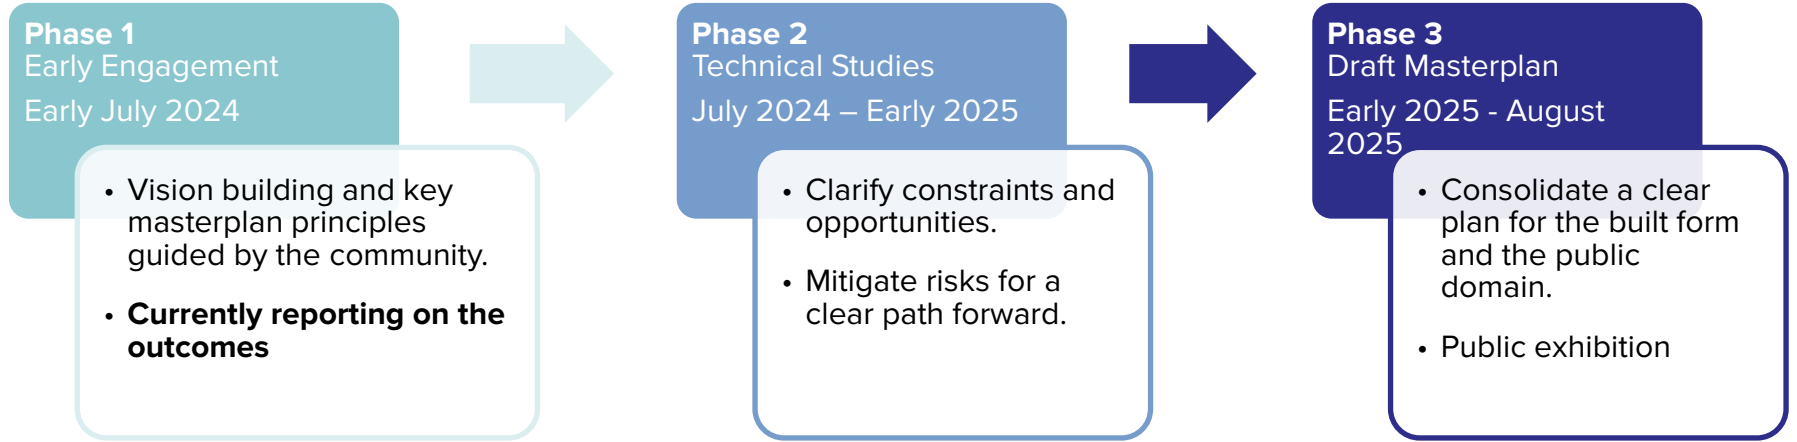 Phase 1
Early Engagement
Early July 2024
• Vision building and key
masterplan principles
guided by the community.
• Currently reporting on the
outcomes
Phase 2
Technical Studies
July 2024 – Early 2025
• Clarify constraints and
opportunities.
• Mitigate risks for a
clear path forward.
Phase 3
Draft Masterplan
Early 2025 - August
2025
• Consolidate a clear
plan for the built form
and the public
domain.
• Public exhibition